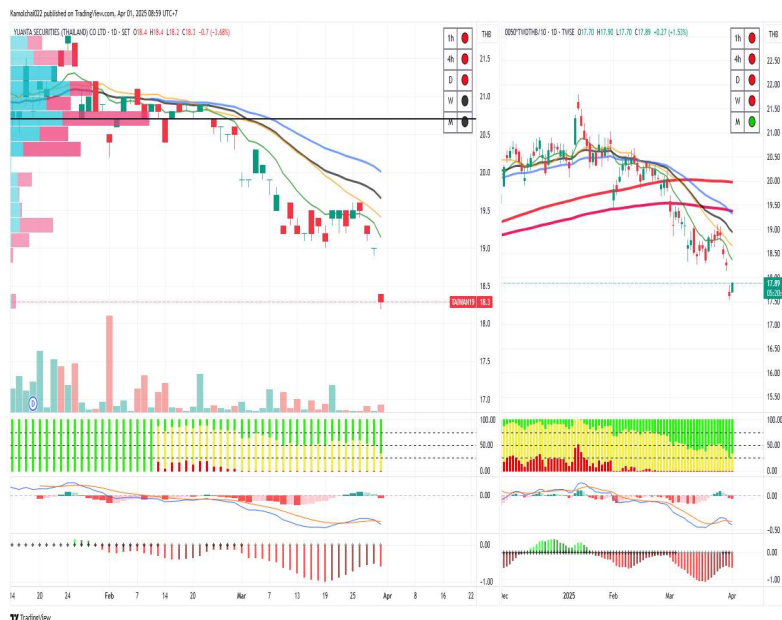 Kamolchai022 published on TradingView.com, Apr 01, 2025 08:59 UTC+7
YUANTA SECURITIES (THAILAND) CO LTD · 1D · SET O18.4 H18.4 L18.2 C18.3 −0.7 (−3.68%)
THB
1h
4h
D
W
M
21.5
21.0
20.5
20.0
19.5
19.0
18.5
TAIWAN19 18.3
18.0
17.5
17.0
D
100.00
50.00
0.00
0.00
0.00
−1.00
14 20 24 Feb 7 14 20 Mar 7 13 19 25 Apr 8 16 22
0050*TWDTHB/10 · 1D · TWSE O17.70 H17.90 L17.70 C17.89 +0.27 (+1.53%)
THB
1h
4h
D
W
M
22.50
22.00
21.50
21.00
20.50
20.00
19.50
19.00
18.50
18.00
17.89
17.50
17.00
16.50
16.00
15.50
100.00
50.00
0.00
0.00
−0.50
0.00
−1.00
2025 Feb Mar Apr
TradingView